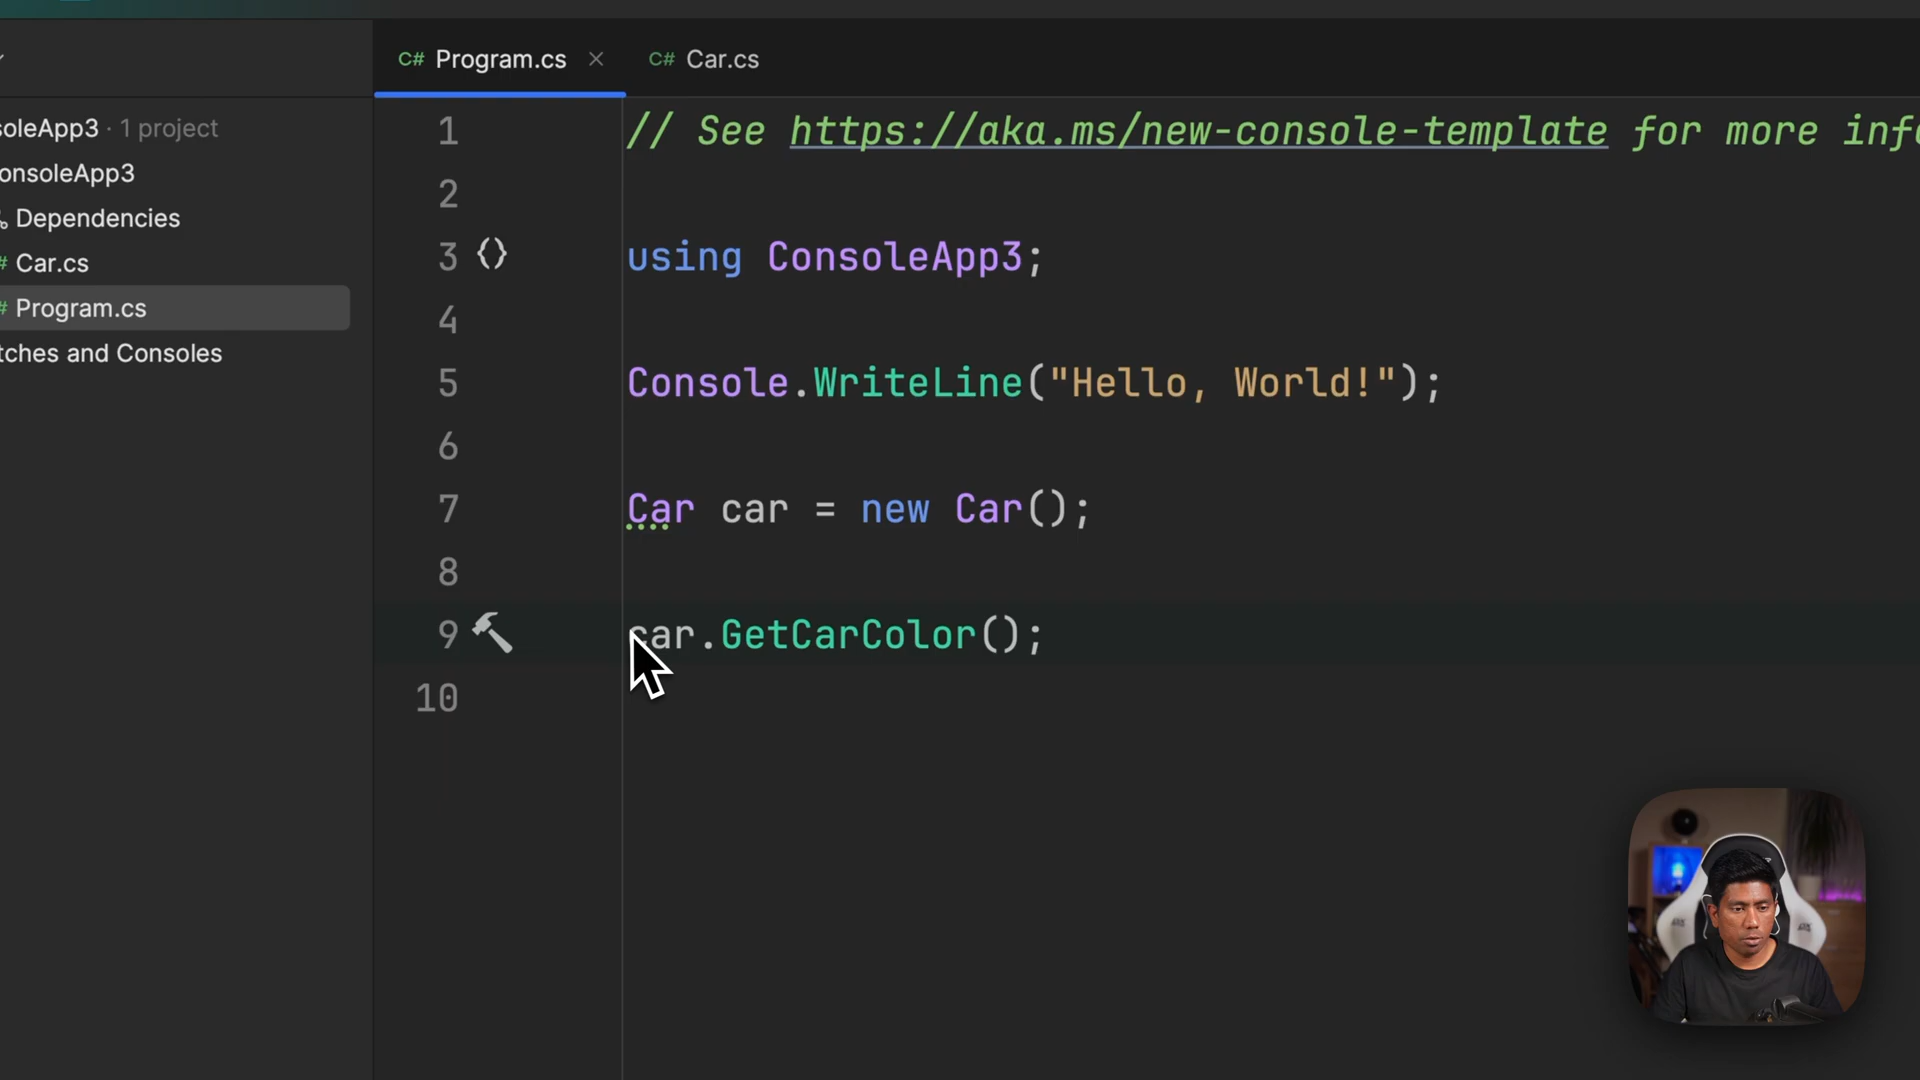 C# Program.cs
C# Car.cs
soleApp3 · 1 project
onsoleApp3
Dependencies
# Car.cs
# Program.cs
tches and Consoles
1 // See https://aka.ms/new-console-template for more info
2
3 using ConsoleApp3;
4
5 Console.WriteLine("Hello, World!");
6
7 Car car = new Car();
8
9 car.GetCarColor();
10